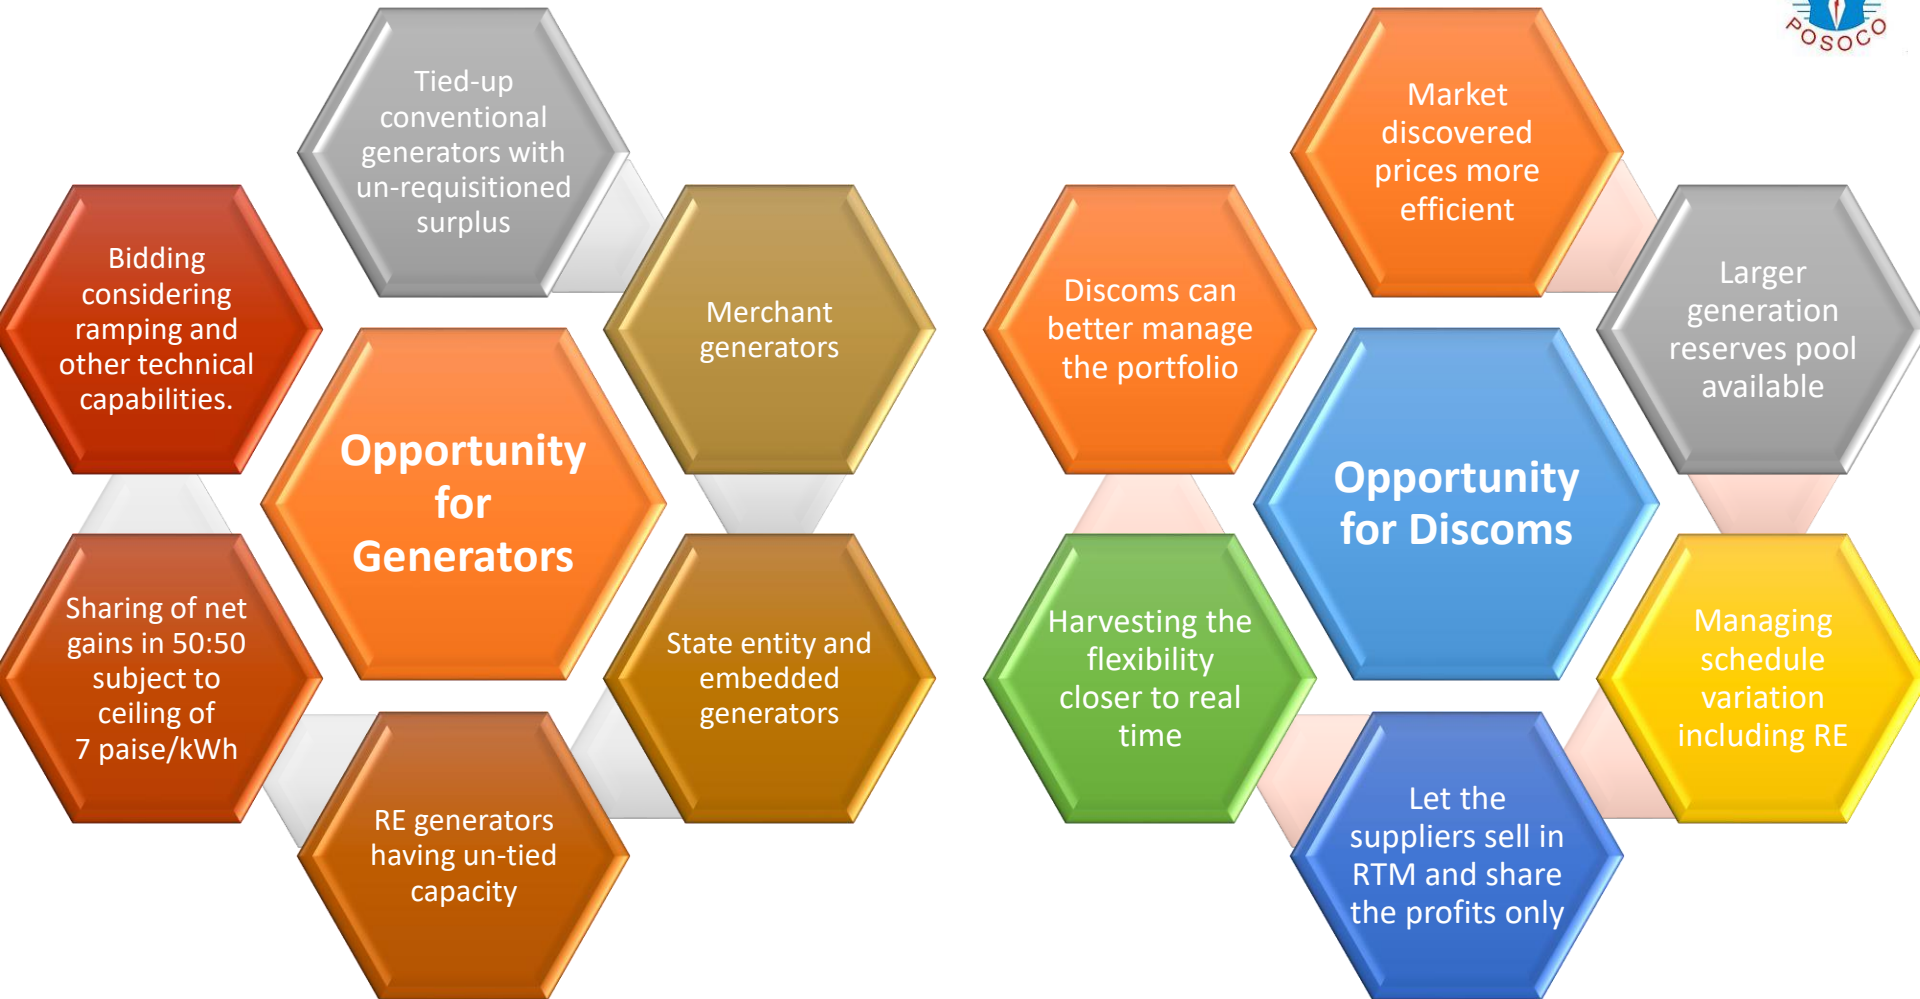 POSOCO
Tied-up
conventional
generators with
un-requisitioned
surplus
Merchant
generators
State entity and
embedded
generators
RE generators
having un-tied
capacity
Sharing of net
gains in 50:50
subject to
ceiling of
7 paise/kWh
Bidding
considering
ramping and
other technical
capabilities.
Opportunity
for
Generators
Market
discovered
prices more
efficient
Larger
generation
reserves pool
available
Managing
schedule
variation
including RE
Let the
suppliers sell in
RTM and share
the profits only
Harvesting the
flexibility
closer to real
time
Discoms can
better manage
the portfolio
Opportunity
for Discoms